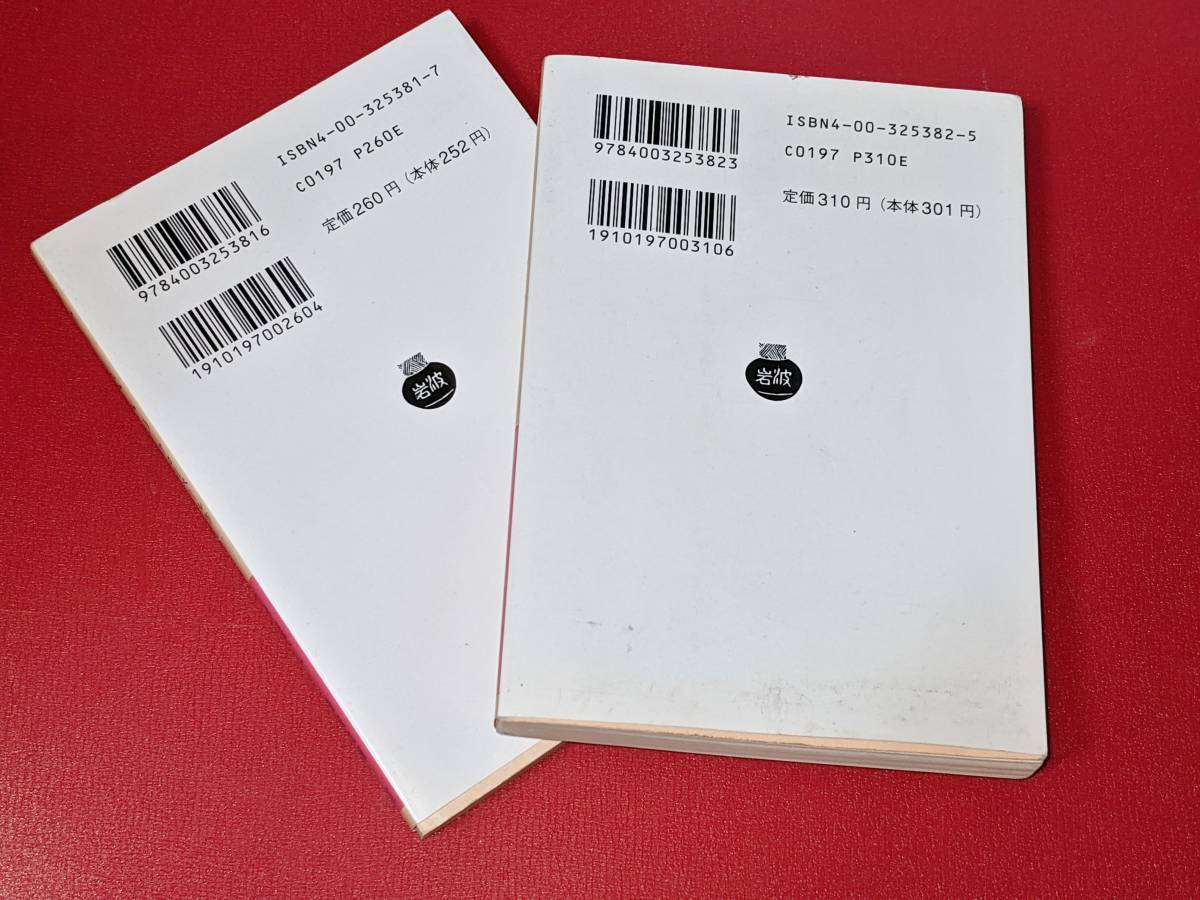 ISBN4-00-325381-7
C0197 P260E
定価260円(本体252円)
9784003253816
1910197002604
岩波
ISBN4-00-325382-5
C0197 P310E
定価310円(本体301円)
9784003253823
1910197003106
岩波